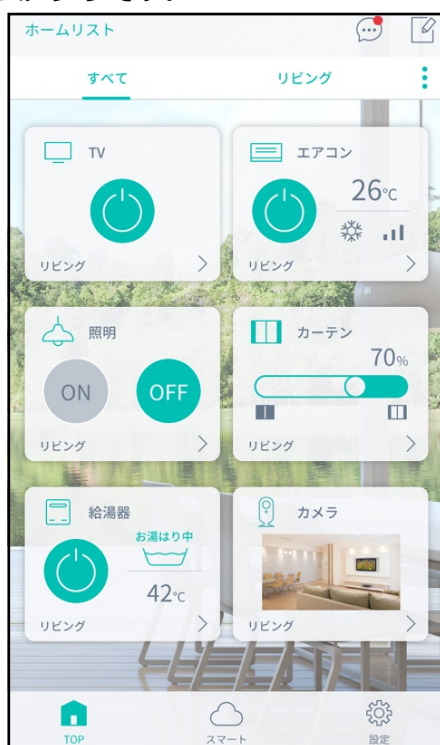 ホームリスト
すべて
リビング
TV
リビング
エアコン
26℃
リビング
照明
ON
OFF
リビング
カーテン
70%
リビング
給湯器
お湯はり中
42℃
リビング
カメラ
リビング
TOP
スマート
設定